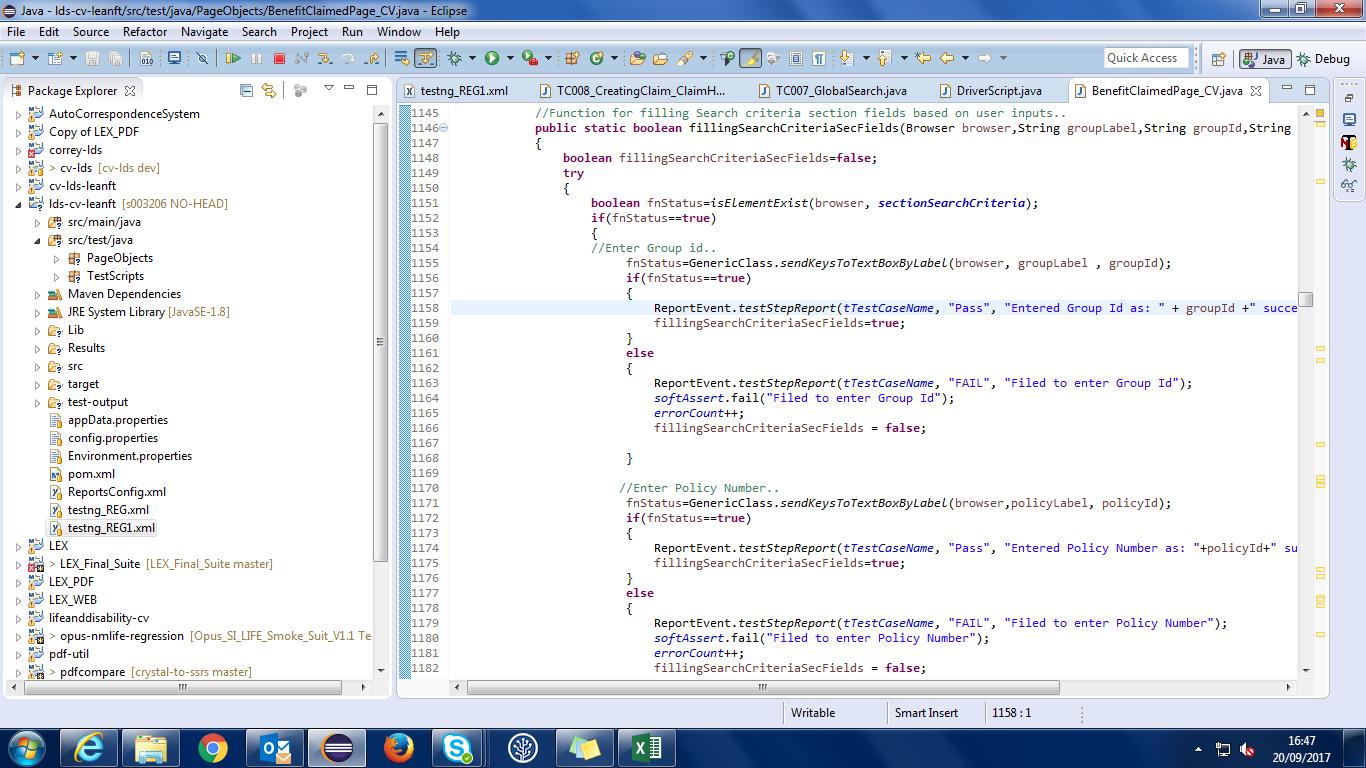 Java - lds-cv-leanft/src/test/java/PageObjects/BenefitClaimedPage_CV.java - Eclipse
File Edit Source Refactor Navigate Search Project Run Window Help
Quick Access Java Debug
Package Explorer
AutoCorrespondenceSystem
Copy of LEX_PDF
correy-lds
> cv-lds [cv-lds dev]
cv-lds-leanft
lds-cv-leanft [s003206 NO-HEAD]
src/main/java
src/test/java
PageObjects
TestScripts
Maven Dependencies
JRE System Library [JavaSE-1.8]
Lib
Results
src
target
test-output
appData.properties
config.properties
Environment.properties
pom.xml
ReportsConfig.xml
testng_REG.xml
testng_REG1.xml
LEX
> LEX_Final_Suite [LEX_Final_Suite master]
LEX_PDF
LEX_WEB
lifeanddisability-cv
> opus-nmlife-regression [Opus_SI_LIFE_Smoke_Suit_V1.1 Te
pdf-util
> pdfcompare [crystal-to-ssrs master]
testng_REG1.xml TC008_CreatingClaim_ClaimH... TC007_GlobalSearch.java DriverScript.java BenefitClaimedPage_CV.java
1145 //Function for filling Search criteria section fields based on user inputs..
1146 public static boolean fillingSearchCriteriaSecFields(Browser browser,String groupLabel,String groupId,String
1147 {
1148 boolean fillingSearchCriteriaSecFields=false;
1149 try
1150 {
1151 boolean fnStatus=isElementExist(browser, sectionSearchCriteria);
1152 if(fnStatus==true)
1153 {
1154 //Enter Group id..
1155 fnStatus=GenericClass.sendKeysToTextBoxByLabel(browser, groupLabel , groupId);
1156 if(fnStatus==true)
1157 {
1158 ReportEvent.testStepReport(tTestCaseName, "Pass", "Entered Group Id as: " + groupId +" succe
1159 fillingSearchCriteriaSecFields=true;
1160 }
1161 else
1162 {
1163 ReportEvent.testStepReport(tTestCaseName, "FAIL", "Filed to enter Group Id");
1164 softAssert.fail("Filed to enter Group Id");
1165 errorCount++;
1166 fillingSearchCriteriaSecFields = false;
1167
1168 }
1169
1170 //Enter Policy Number..
1171 fnStatus=GenericClass.sendKeysToTextBoxByLabel(browser,policyLabel, policyId);
1172 if(fnStatus==true)
1173 {
1174 ReportEvent.testStepReport(tTestCaseName, "Pass", "Entered Policy Number as: "+policyId+" su
1175 fillingSearchCriteriaSecFields=true;
1176 }
1177 else
1178 {
1179 ReportEvent.testStepReport(tTestCaseName, "FAIL", "Filed to enter Policy Number");
1180 softAssert.fail("Filed to enter Policy Number");
1181 errorCount++;
1182 fillingSearchCriteriaSecFields = false;
Writable Smart Insert 1158 : 1
16:47
20/09/2017